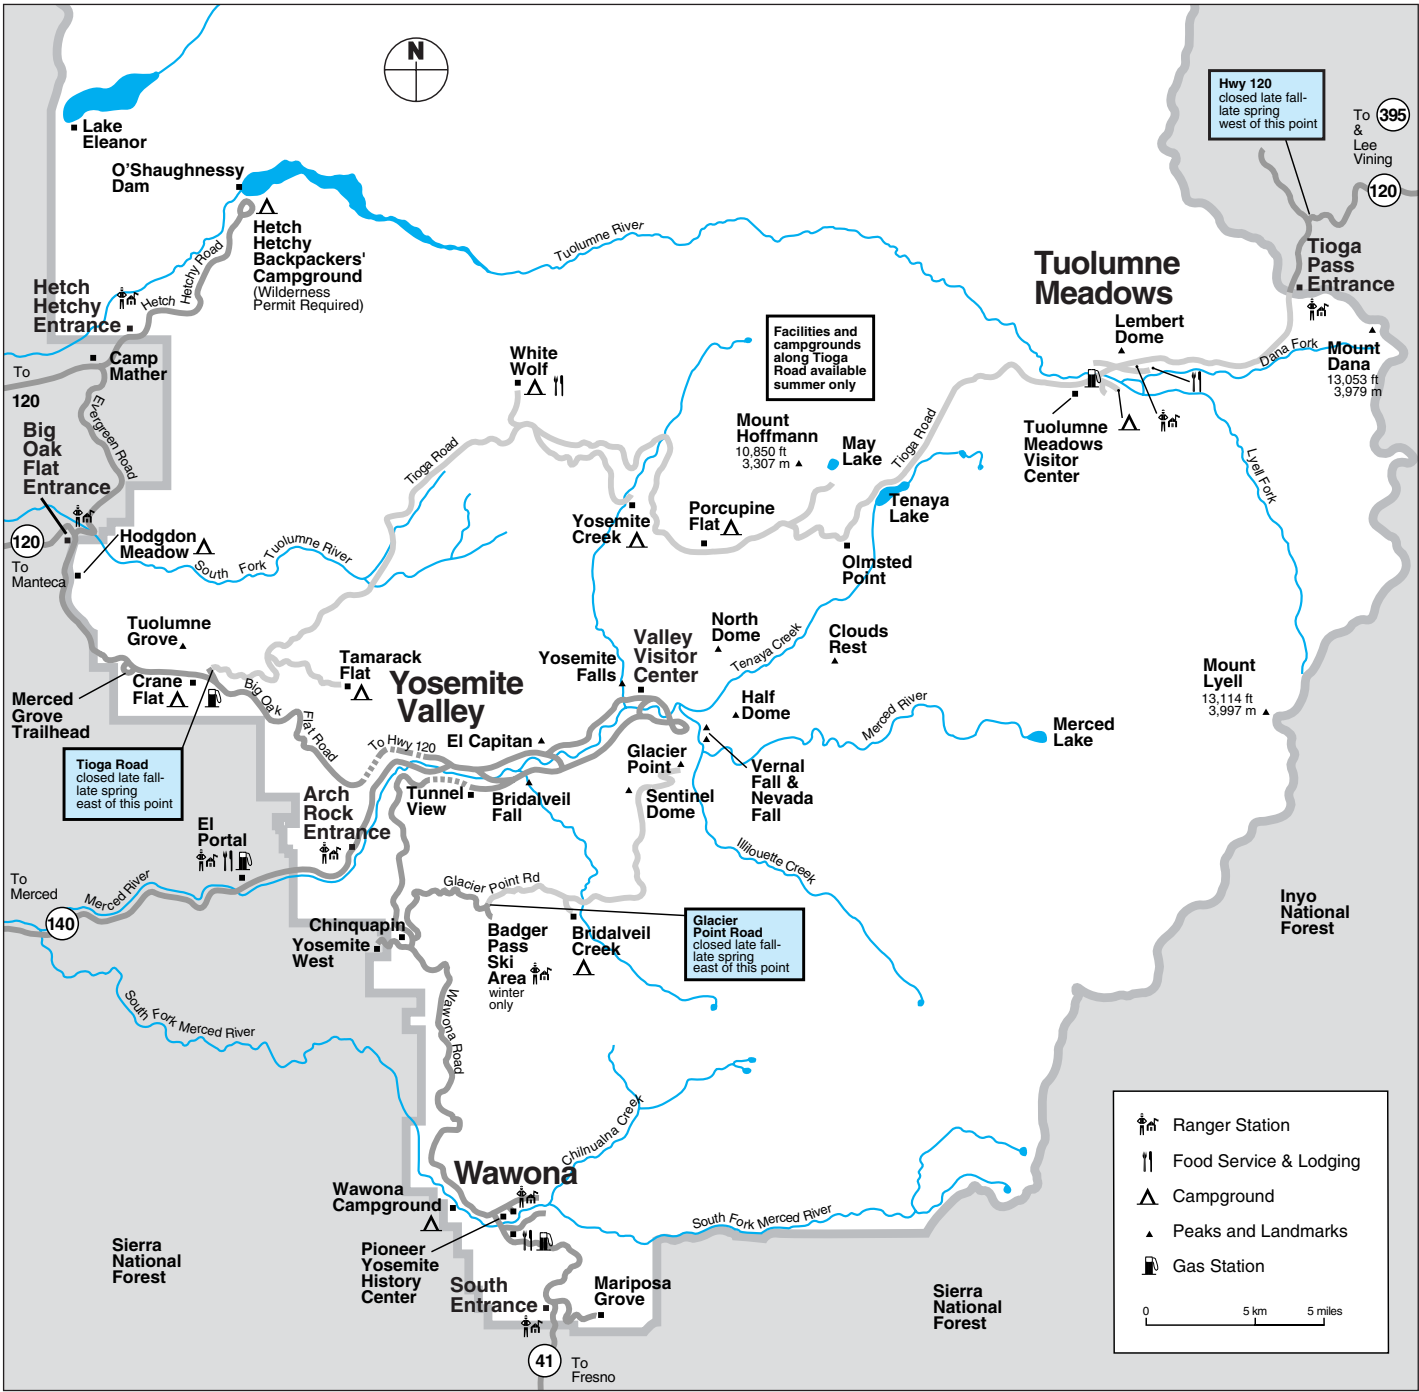 N
Hwy 120
closed late fall-
late spring
west of this point
To
&
Lee
Vining
395
120
Lake
Eleanor
O'Shaughnessy
Dam
Hetch
Hetchy
Backpackers'
Campground
(Wilderness
Permit Required)
Hetch Hetchy Road
Tuolumne River
Tuolumne
Meadows
Tioga
Pass
Entrance
Hetch
Hetchy
Entrance
Lembert
Dome
Dana Fork
Mount
Dana
13,053 ft
3,979 m
Camp
Mather
To
120
Evergreen Road
White
Wolf
Facilities and
campgrounds
along Tioga
Road available
summer only
Big
Oak
Flat
Entrance
Mount
Hoffmann
10,850 ft
3,307 m
May
Lake
Tioga Road
Tioga Road
Tuolumne
Meadows
Visitor
Center
Lyell Fork
Tenaya
Lake
Yosemite
Creek
Porcupine
Flat
Olmsted
Point
120
To
Manteca
Hodgdon
Meadow
South Fork Tuolumne River
Tuolumne
Grove
Merced
Grove
Trailhead
Crane
Flat
Tamarack
Flat
Big Oak Flat Road
Yosemite
Valley
Yosemite
Falls
Valley
Visitor
Center
North
Dome
Tenaya Creek
Clouds
Rest
Half
Dome
Merced River
Merced
Lake
Mount
Lyell
13,114 ft
3,997 m
To Hwy 120
El Capitan
Glacier
Point
Vernal
Fall &
Nevada
Fall
Sentinel
Dome
Tioga Road
closed late fall-
late spring
east of this point
Arch
Rock
Entrance
Tunnel
View
Bridalveil
Fall
El
Portal
To
Merced
Merced River
140
Illilouette Creek
Glacier Point Rd
Chinquapin
Yosemite
West
Badger
Pass
Ski
Area
winter
only
Bridalveil
Creek
Glacier
Point Road
closed late fall-
late spring
east of this point
Inyo
National
Forest
South Fork Merced River
Wawona Road
Chilnualna Creek
Wawona
Wawona
Campground
Pioneer
Yosemite
History
Center
South Fork Merced River
South
Entrance
Mariposa
Grove
Sierra
National
Forest
Sierra
National
Forest
41
To
Fresno
Ranger Station
Food Service & Lodging
Campground
Peaks and Landmarks
Gas Station
0
5 km
5 miles